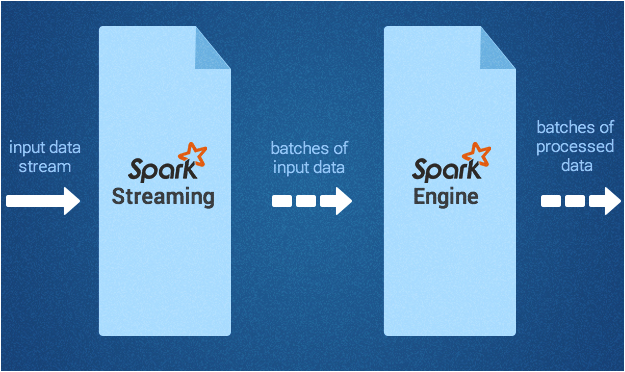 input data
stream
Spark
Streaming
batches of
input data
Spark
Engine
batches of
processed
data